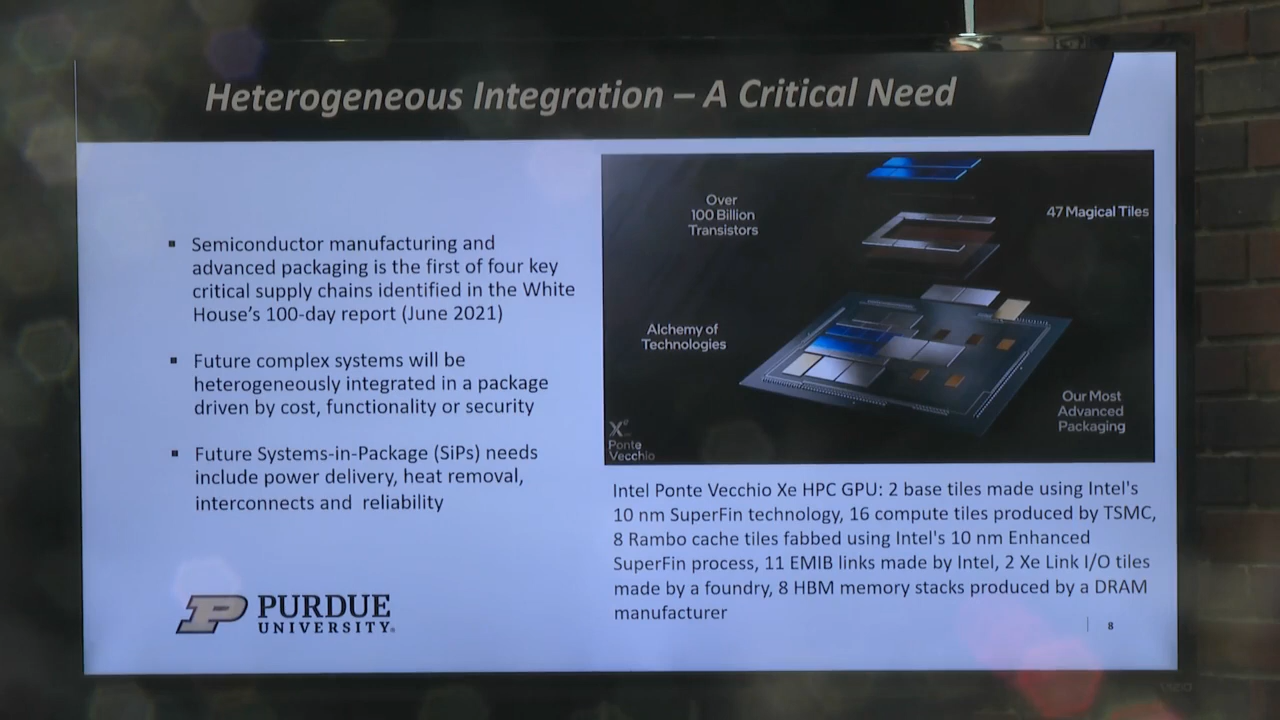 Heterogeneous Integration – A Critical Need
▪ Semiconductor manufacturing and
advanced packaging is the first of four key
critical supply chains identified in the White
House's 100-day report (June 2021)
▪ Future complex systems will be
heterogeneously integrated in a package
driven by cost, functionality or security
▪ Future Systems-in-Package (SiPs) needs
include power delivery, heat removal,
interconnects and reliability
PURDUE
UNIVERSITY®
Over
100 Billion
Transistors
47 Magical Tiles
Alchemy of
Technologies
Our Most
Advanced
Packaging
Xe
Ponte
Vecchio
Intel Ponte Vecchio Xe HPC GPU: 2 base tiles made using Intel's
10 nm SuperFin technology, 16 compute tiles produced by TSMC,
8 Rambo cache tiles fabbed using Intel's 10 nm Enhanced
SuperFin process, 11 EMIB links made by Intel, 2 Xe Link I/O tiles
made by a foundry, 8 HBM memory stacks produced by a DRAM
manufacturer
8